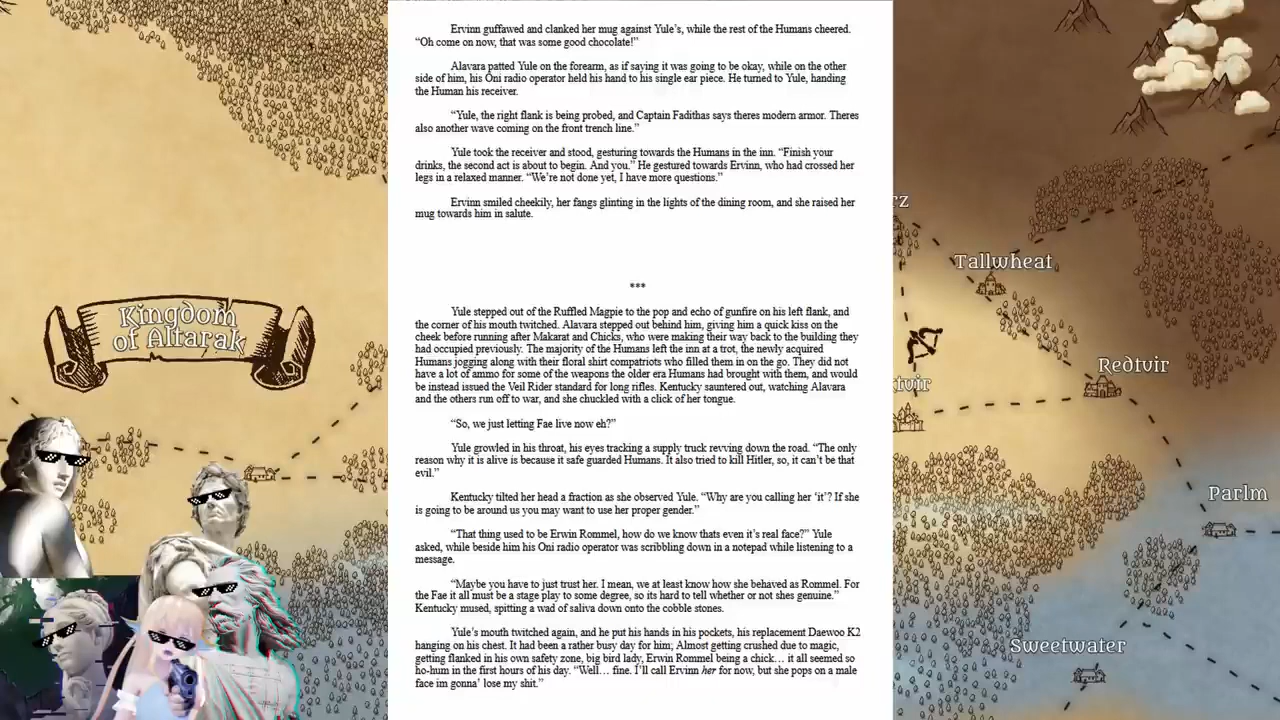 Ervinn guffawed and clanked her mug against Yule's, while the rest of the Humans cheered.
"Oh come on now, that was some good chocolate!"
Alavara patted Yule on the forearm, as if saying it was going to be okay, while on the other
side of him, his Oni radio operator held his hand to his single ear piece. He turned to Yule, handing
the Human his receiver.
"Yule, the right flank is being probed, and Captain Fadithas says theres modern armor. Theres
also another wave coming on the front trench line."
Yule took the receiver and stood, gesturing towards the Humans in the inn. "Finish your
drinks, the second act is about to begin. And you." He gestured towards Ervinn, who had crossed her
legs in a relaxed manner. "We're not done yet, I have more questions."
Ervinn smiled cheekily, her fangs glinting in the lights of the dining room, and she raised her
mug towards him in salute.
***
Yule stepped out of the Ruffled Magpie to the pop and echo of gunfire on his left flank, and
the corner of his mouth twitched. Alavara stepped out behind him, giving him a quick kiss on the
cheek before running after Makarat and Chicks, who were making their way back to the building they
had occupied previously. The majority of the Humans left the inn at a trot, the newly acquired
Humans jogging along with their floral shirt compatriots who filled them in on the go. They did not
have a lot of ammo for some of the weapons the older era Humans had brought with them, and would
be instead issued the Veil Rider standard for long rifles. Kentucky sauntered out, watching Alavara
and the others run off to war, and she chuckled with a click of her tongue.
"So, we just letting Fae live now eh?"
Yule growled in his throat, his eyes tracking a supply truck revving down the road. "The only
reason why it is alive is because it safe guarded Humans. It also tried to kill Hitler, so, it can't be that
evil."
Kentucky tilted her head a fraction as she observed Yule. "Why are you calling her 'it'? If she
is going to be around us you may want to use her proper gender."
"That thing used to be Erwin Rommel, how do we know thats even it's real face?" Yule
asked, while beside him his Oni radio operator was scribbling down in a notepad while listening to a
message.
"Maybe you have to just trust her. I mean, we at least know how she behaved as Rommel. For
the Fae it all must be a stage play to some degree, so its hard to tell whether or not shes genuine."
Kentucky mused, spitting a wad of saliva down onto the cobble stones.
Yule's mouth twitched again, and he put his hands in his pockets, his replacement Daewoo K2
hanging on his chest. It had been a rather busy day for him; Almost getting crushed due to magic,
getting flanked in his own safety zone, big bird lady, Erwin Rommel being a chick… it all seemed so
ho-hum in the first hours of his day. "Well… fine. I'll call Ervinn her for now, but she pops on a male
face im gonna' lose my shit."
Kingdom
of Altarak
rz
Tallwheat
Redtvir
tvir
Parlm
Sweetwater